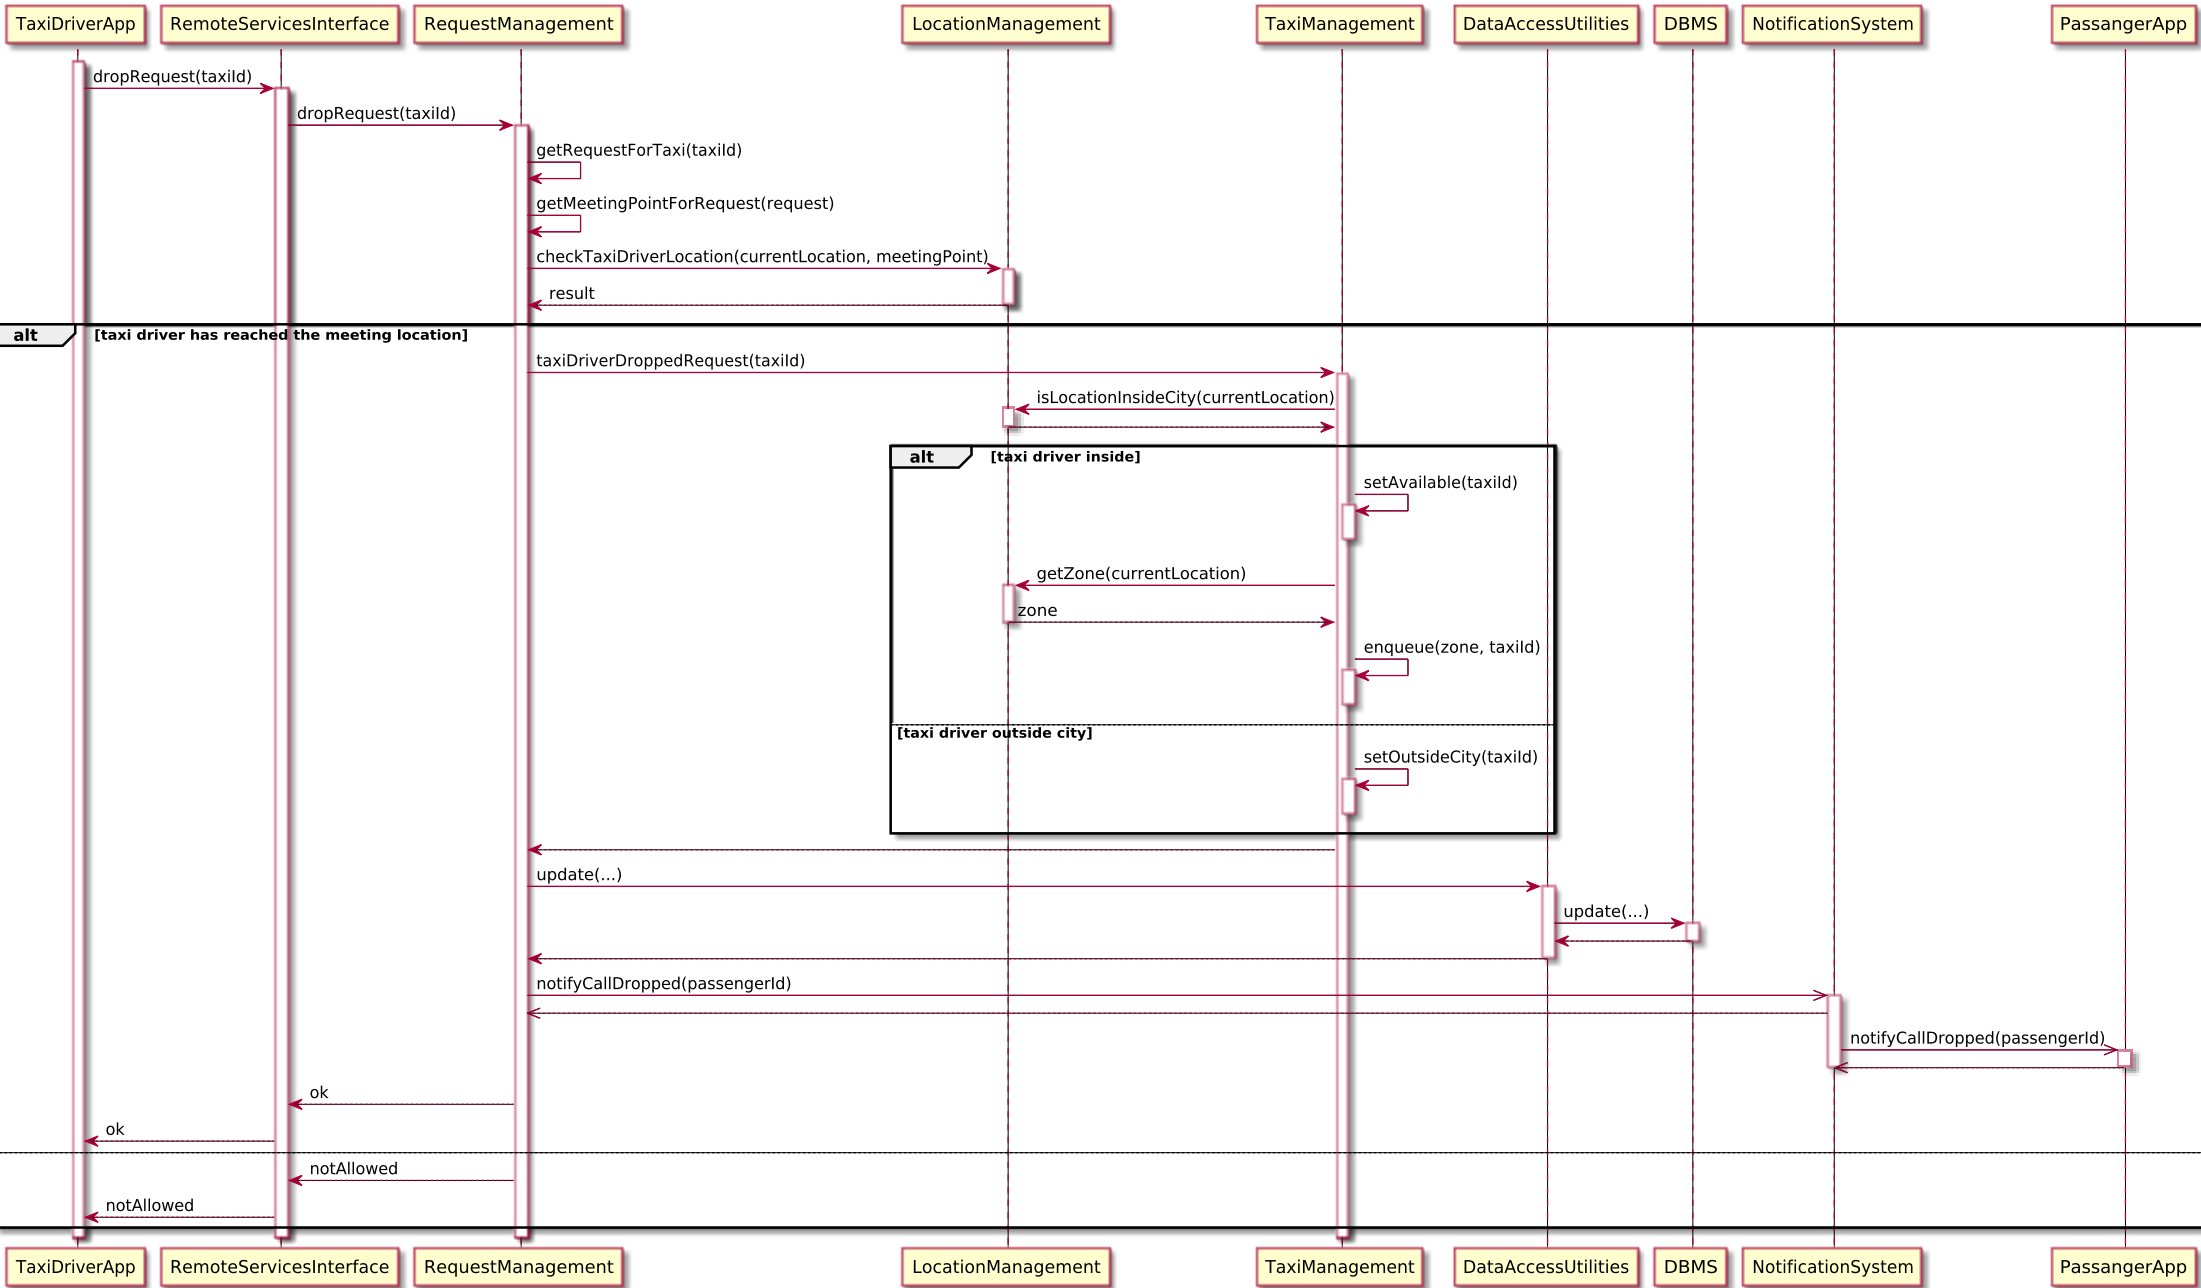 TaxiDriverApp RemoteServicesInterface RequestManagement LocationManagement TaxiManagement DataAccessUtilities DBMS NotificationSystem PassangerApp
dropRequest(taxiId)
dropRequest(taxiId)
getRequestForTaxi(taxiId)
getMeetingPointForRequest(request)
checkTaxiDriverLocation(currentLocation, meetingPoint)
result
alt [taxi driver has reached the meeting location]
taxiDriverDroppedRequest(taxiId)
isLocationInsideCity(currentLocation)
alt [taxi driver inside]
setAvailable(taxiId)
getZone(currentLocation)
zone
enqueue(zone, taxiId)
[taxi driver outside city]
setOutsideCity(taxiId)
update(...)
update(...)
notifyCallDropped(passengerId)
notifyCallDropped(passengerId)
ok
ok
notAllowed
notAllowed
TaxiDriverApp RemoteServicesInterface RequestManagement LocationManagement TaxiManagement DataAccessUtilities DBMS NotificationSystem PassangerApp